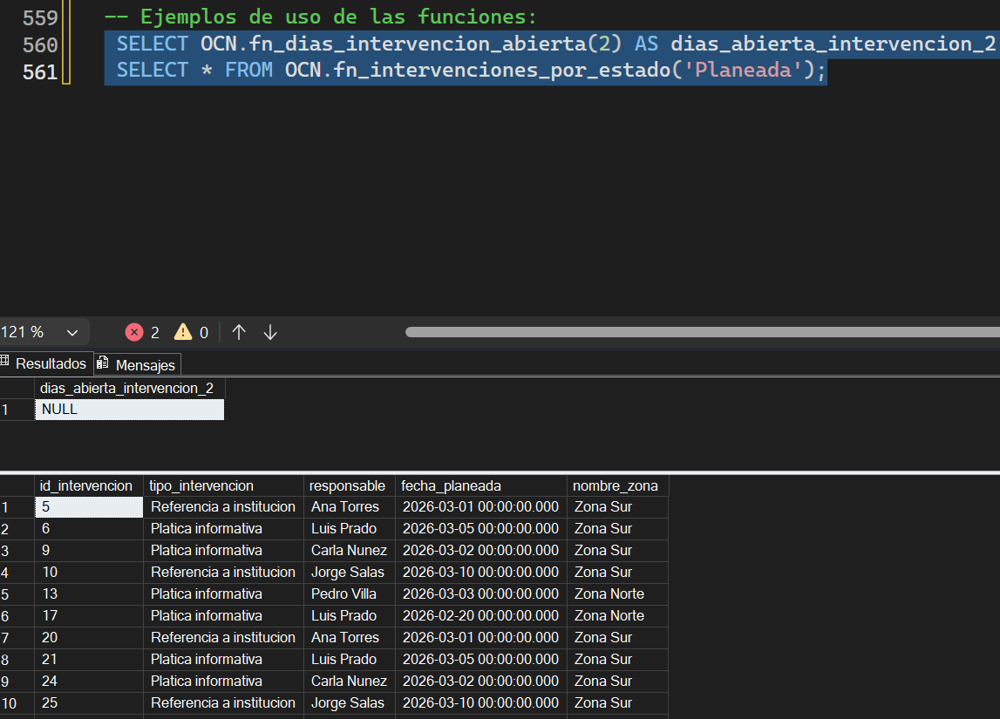 559 -- Ejemplos de uso de las funciones:
560 SELECT OCN.fn_dias_intervencion_abierta(2) AS dias_abierta_intervencion_2
561 SELECT * FROM OCN.fn_intervenciones_por_estado('Planeada');
121 % 2 0
Resultados Mensajes
dias_abierta_intervencion_2
1 NULL
id_intervencion tipo_intervencion responsable fecha_planeada nombre_zona
1 5 Referencia a institucion Ana Torres 2026-03-01 00:00:00.000 Zona Sur
2 6 Platica informativa Luis Prado 2026-03-05 00:00:00.000 Zona Sur
3 9 Platica informativa Carla Nunez 2026-03-02 00:00:00.000 Zona Sur
4 10 Referencia a institucion Jorge Salas 2026-03-10 00:00:00.000 Zona Sur
5 13 Platica informativa Pedro Villa 2026-03-03 00:00:00.000 Zona Norte
6 17 Platica informativa Luis Prado 2026-02-20 00:00:00.000 Zona Norte
7 20 Referencia a institucion Ana Torres 2026-03-01 00:00:00.000 Zona Sur
8 21 Platica informativa Luis Prado 2026-03-05 00:00:00.000 Zona Sur
9 24 Platica informativa Carla Nunez 2026-03-02 00:00:00.000 Zona Sur
10 25 Referencia a institucion Jorge Salas 2026-03-10 00:00:00.000 Zona Sur